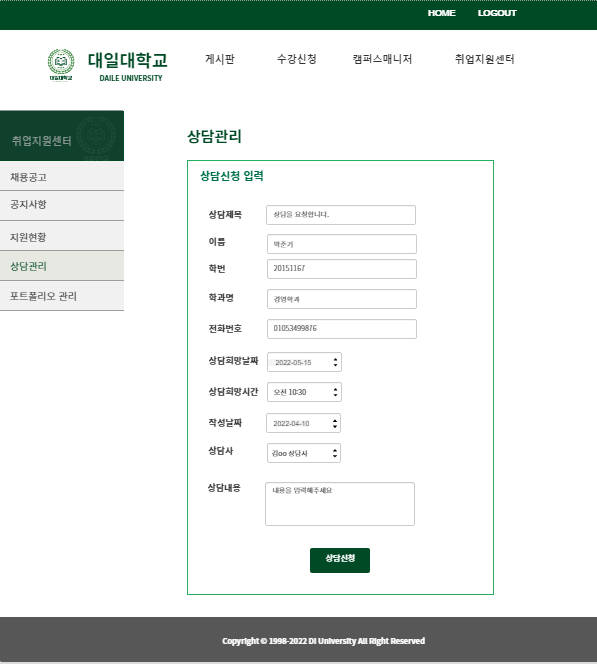 HOME LOGOUT
대일대학교
DAILE UNIVERSITY
대일대학교
게시판 수강신청 캠퍼스매니저 취업지원센터
취업지원센터
채용공고
공지사항
지원현황
상담관리
포트폴리오 관리
상담관리
상담신청 입력
상담제목 상담을 요청합니다.
이름 박준기
학번 20151167
학과명 경영학과
전화번호 01053499876
상담희망날짜 2022-05-15
상담희망시간 오전 10:30
작성날짜 2022-04-10
상담사 김oo 상담사
상담내용 내용을 입력해주세요
상담신청
Copyright © 1998-2022 DI University All Right Reserved